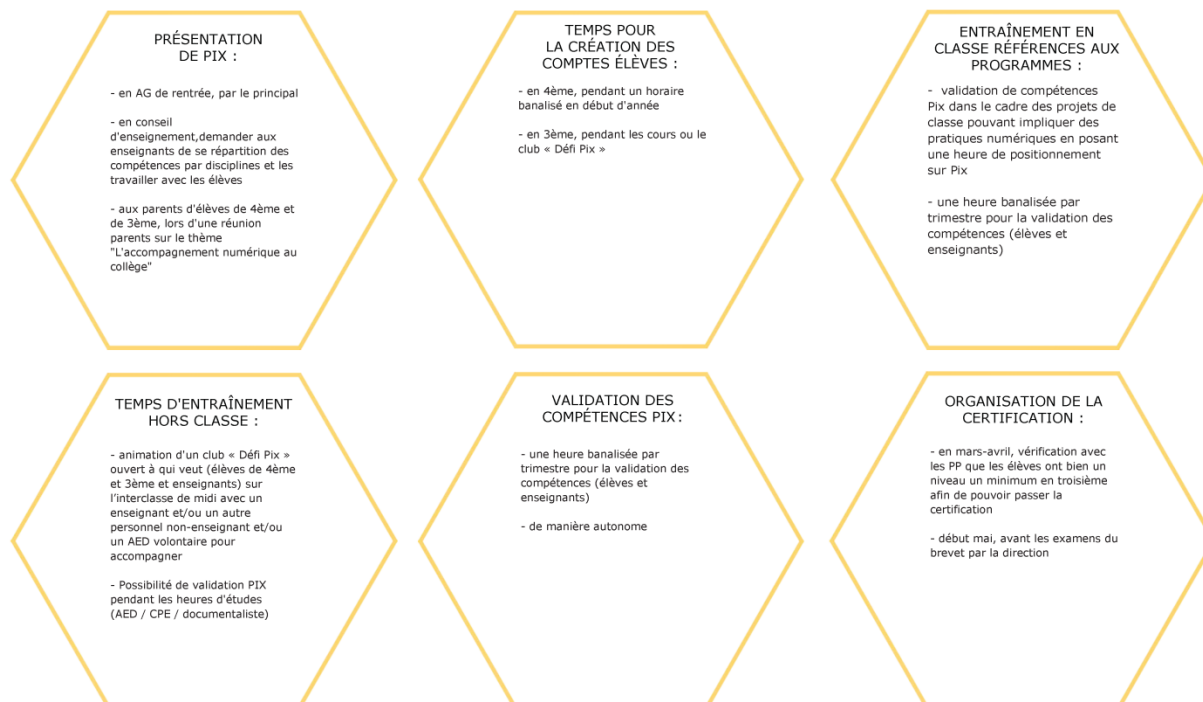 PRÉSENTATION
DE PIX :
- en AG de rentrée, par le principal
- en conseil
d'enseignement,demander aux
enseignants de se répartition des
compétences par disciplines et les
travailler avec les élèves
- aux parents d'élèves de 4ème et
de 3ème, lors d'une réunion
parents sur le thème
"L'accompagnement numérique au
collège"
TEMPS POUR
LA CRÉATION DES
COMPTES ÉLÈVES :
- en 4ème, pendant un horaire
banalisé en début d'année
- en 3ème, pendant les cours ou le
club « Défi Pix »
ENTRAÎNEMENT EN
CLASSE RÉFÉRENCES AUX
PROGRAMMES :
- validation de compétences
Pix dans le cadre des projets de
classe pouvant impliquer des
pratiques numériques en posant
une heure de positionnement
sur Pix
- une heure banalisée par
trimestre pour la validation des
compétences (élèves et
enseignants)
TEMPS D'ENTRAÎNEMENT
HORS CLASSE :
- animation d'un club « Défi Pix »
ouvert à qui veut (élèves de 4ème
et 3ème et enseignants) sur
l'interclasse de midi avec un
enseignant et/ou un autre
personnel non-enseignant et/ou
un AED volontaire pour
accompagner
- Possibilité de validation PIX
pendant les heures d'études
(AED / CPE / documentaliste)
VALIDATION DES
COMPÉTENCES PIX :
- une heure banalisée par
trimestre pour la validation des
compétences (élèves et
enseignants)
- de manière autonome
ORGANISATION DE LA
CERTIFICATION :
- en mars-avril, vérification avec
les PP que les élèves ont bien un
niveau un minimum en troisième
afin de pouvoir passer la
certification
- début mai, avant les examens du
brevet par la direction